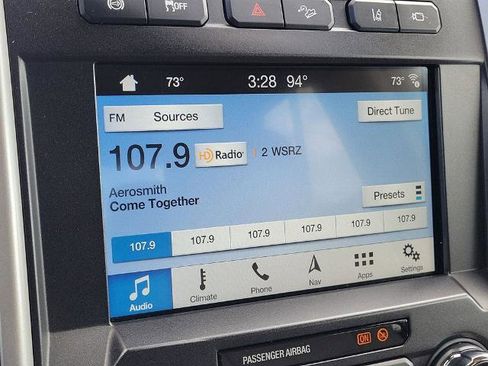 OFF
73° 3:28 94° 73°
FM Sources Direct Tune
107.9 HD Radio 2 WSRZ
Aerosmith
Come Together
Presets
107.9 107.9 107.9 107.9 107.9 107.9
Audio Climate Phone Nav Apps Settings
PASSENGER AIRBAG ON